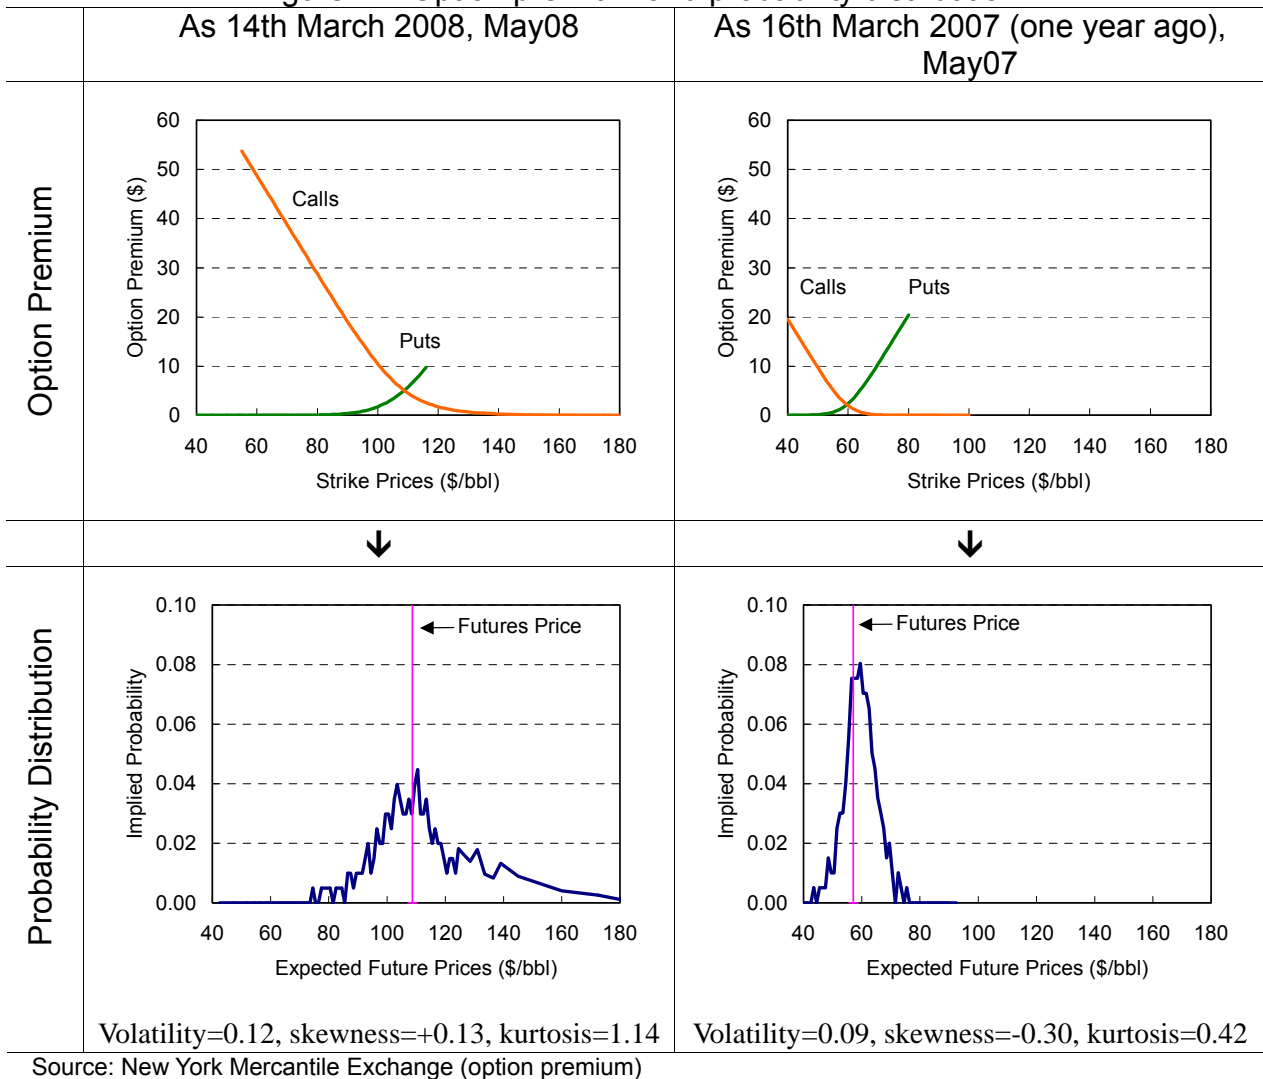 As 14th March 2008, May08
As 16th March 2007 (one year ago),
May07
Option Premium
60
50
40
30
20
10
0
Option Premium ($)
Calls
Puts
40 60 80 100 120 140 160 180
Strike Prices ($/bbl)
60
50
40
30
20
10
0
Option Premium ($)
Calls Puts
40 60 80 100 120 140 160 180
Strike Prices ($/bbl)
Probability Distribution
0.10
0.08
0.06
0.04
0.02
0.00
Implied Probability
Futures Price
40 60 80 100 120 140 160 180
Expected Future Prices ($/bbl)
Volatility=0.12, skewness=+0.13, kurtosis=1.14
0.10
0.08
0.06
0.04
0.02
0.00
Implied Probability
Futures Price
40 60 80 100 120 140 160 180
Expected Future Prices ($/bbl)
Volatility=0.09, skewness=-0.30, kurtosis=0.42
Source: New York Mercantile Exchange (option premium)